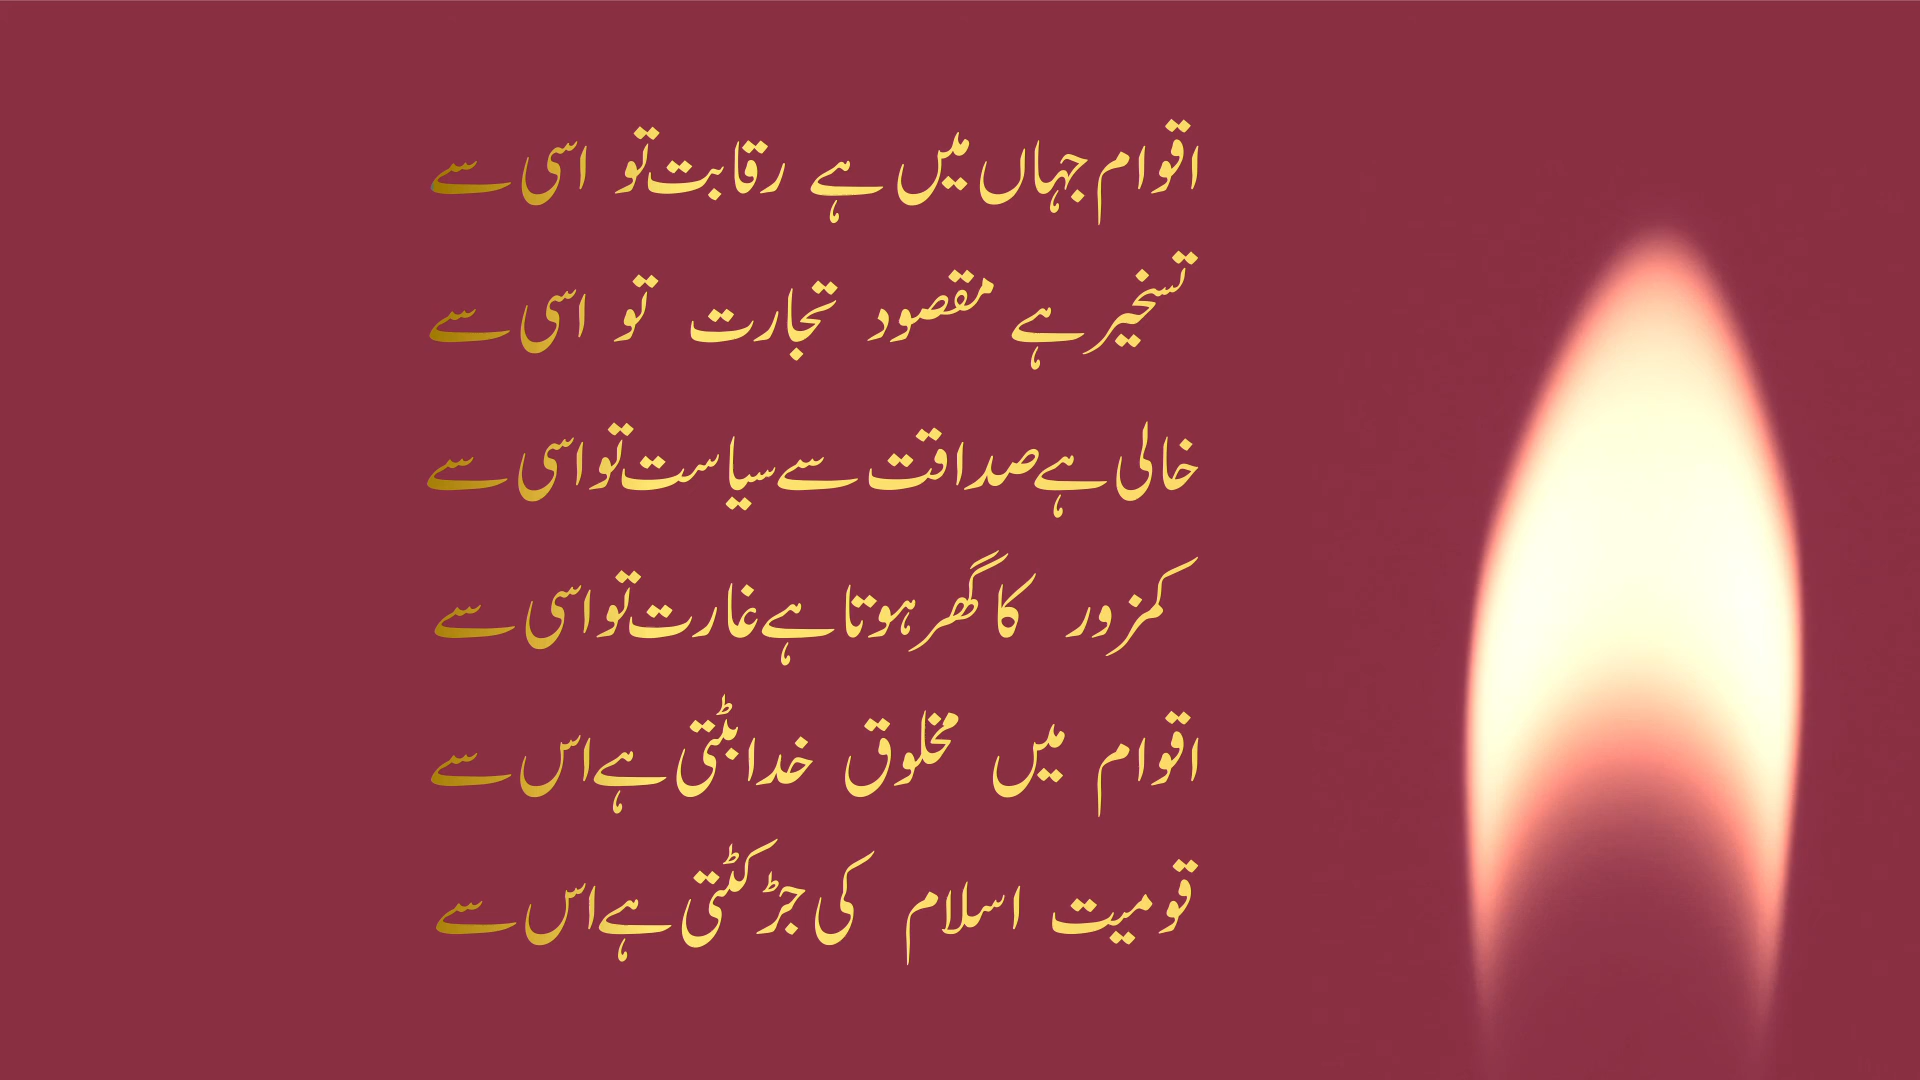 اقوام جہاں میں ہے رقابت تو اسی سے
تسخیر ہے مقصود تجارت تو اسی سے
خالی ہے صداقت سے سیاست تو اسی سے
کمزور کا گھر ہوتا ہے غارت تو اسی سے
اقوام میں مخلوق خدا بٹتی ہے اس سے
قومیت اسلام کی جڑ کٹتی ہے اس سے